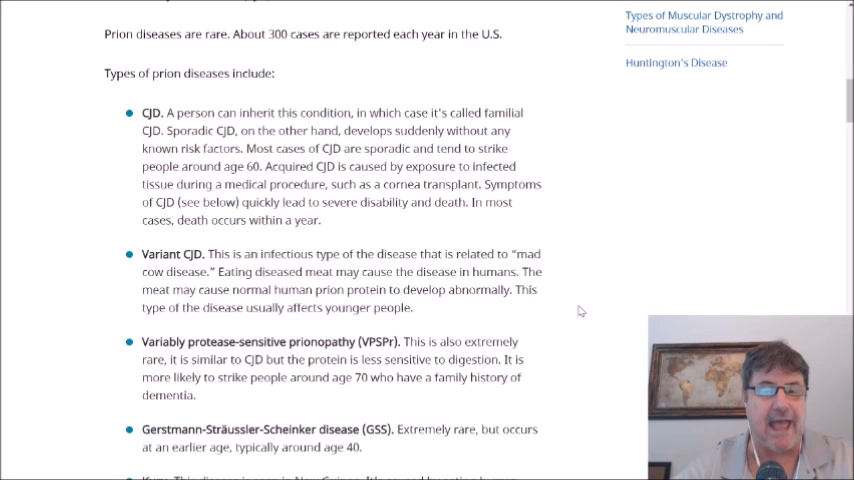 Prion diseases are rare. About 300 cases are reported each year in the U.S.
Types of prion diseases include:
CJD. A person can inherit this condition, in which case it's called familial
CJD. Sporadic CJD, on the other hand, develops suddenly without any
known risk factors. Most cases of CJD are sporadic and tend to strike
people around age 60. Acquired CJD is caused by exposure to infected
tissue during a medical procedure, such as a cornea transplant. Symptoms
of CJD (see below) quickly lead to severe disability and death. In most
cases, death occurs within a year.
Variant CJD. This is an infectious type of the disease that is related to “mad
cow disease.” Eating diseased meat may cause the disease in humans. The
meat may cause normal human prion protein to develop abnormally. This
type of the disease usually affects younger people.
Variably protease-sensitive prionopathy (VPSPr). This is also extremely
rare, it is similar to CJD but the protein is less sensitive to digestion. It is
more likely to strike people around age 70 who have a family history of
dementia.
Gerstmann-Sträussler-Scheinker disease (GSS). Extremely rare, but occurs
at an earlier age, typically around age 40.
Types of Muscular Dystrophy and
Neuromuscular Diseases
Huntington's Disease